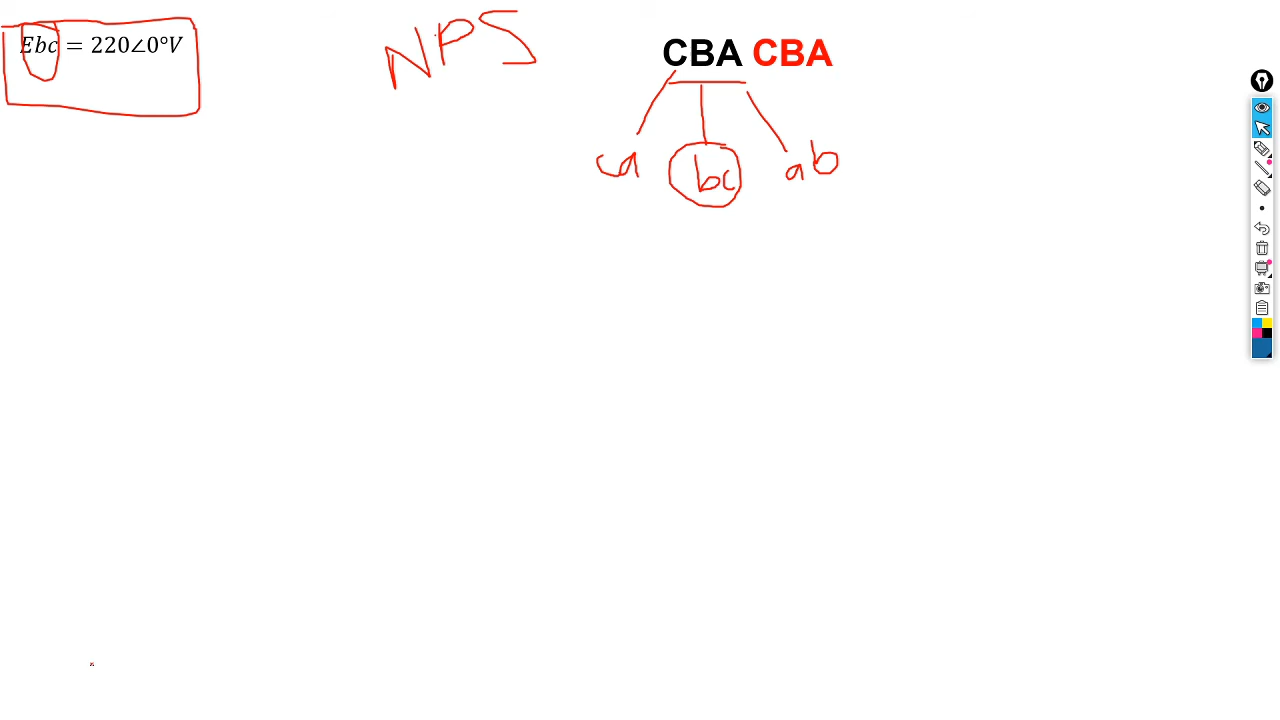 Ebc = 220∠0°V
NPS
CBA CBA
ca bc ab